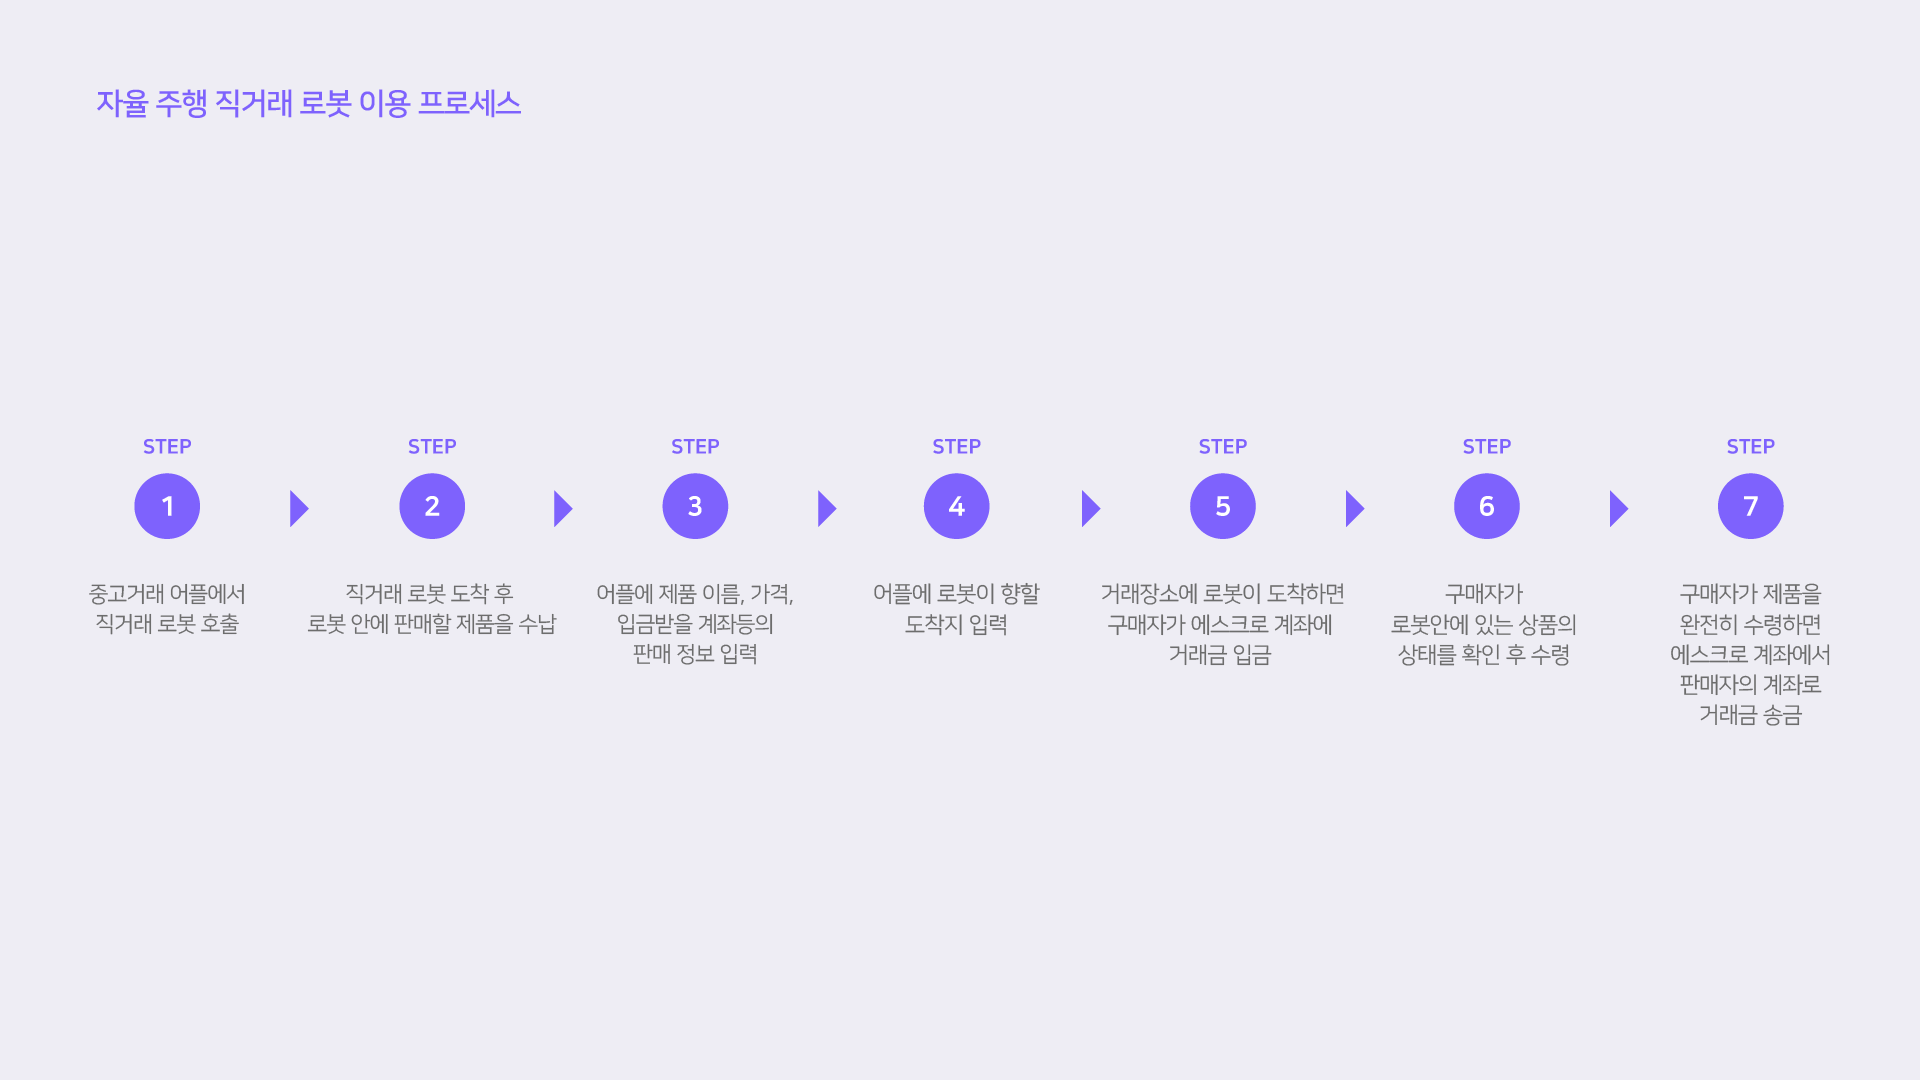 자율 주행 직거래 로봇 이용 프로세스
STEP
1
중고거래 어플에서
직거래 로봇 호출
STEP
2
직거래 로봇 도착 후
로봇 안에 판매할 제품을 수납
STEP
3
어플에 제품 이름, 가격,
입금받을 계좌등의
판매 정보 입력
STEP
4
어플에 로봇이 향할
도착지 입력
STEP
5
거래장소에 로봇이 도착하면
구매자가 에스크로 계좌에
거래금 입금
STEP
6
구매자가
로봇안에 있는 상품의
상태를 확인 후 수령
STEP
7
구매자가 제품을
완전히 수령하면
에스크로 계좌에서
판매자의 계좌로
거래금 송금